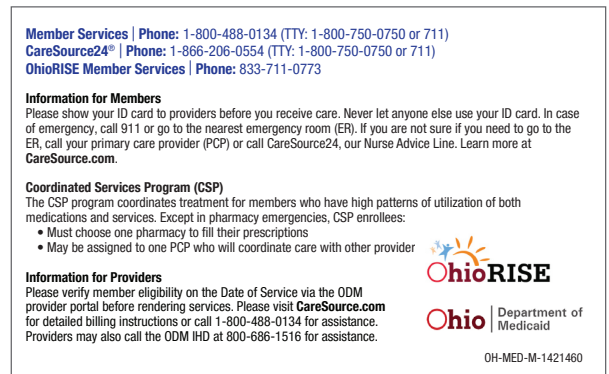 Member Services | Phone: 1-800-488-0134 (TTY: 1-800-750-0750 or 711)
CareSource24® | Phone: 1-866-206-0554 (TTY: 1-800-750-0750 or 711)
OhioRISE Member Services | Phone: 833-711-0773
Information for Members
Please show your ID card to providers before you receive care. Never let anyone else use your ID card. In case
of emergency, call 911 or go to the nearest emergency room (ER). If you are not sure if you need to go to the
ER, call your primary care provider (PCP) or call CareSource24, our Nurse Advice Line. Learn more at
CareSource.com.
Coordinated Services Program (CSP)
The CSP program coordinates treatment for members who have high patterns of utilization of both
medications and services. Except in pharmacy emergencies, CSP enrollees:
• Must choose one pharmacy to fill their prescriptions
• May be assigned to one PCP who will coordinate care with other provider
Information for Providers
Please verify member eligibility on the Date of Service via the ODM
provider portal before rendering services. Please visit CareSource.com
for detailed billing instructions or call 1-800-488-0134 for assistance.
Providers may also call the ODM IHD at 800-686-1516 for assistance.
OhioRISE
Ohio | Department of
Medicaid
OH-MED-M-1421460